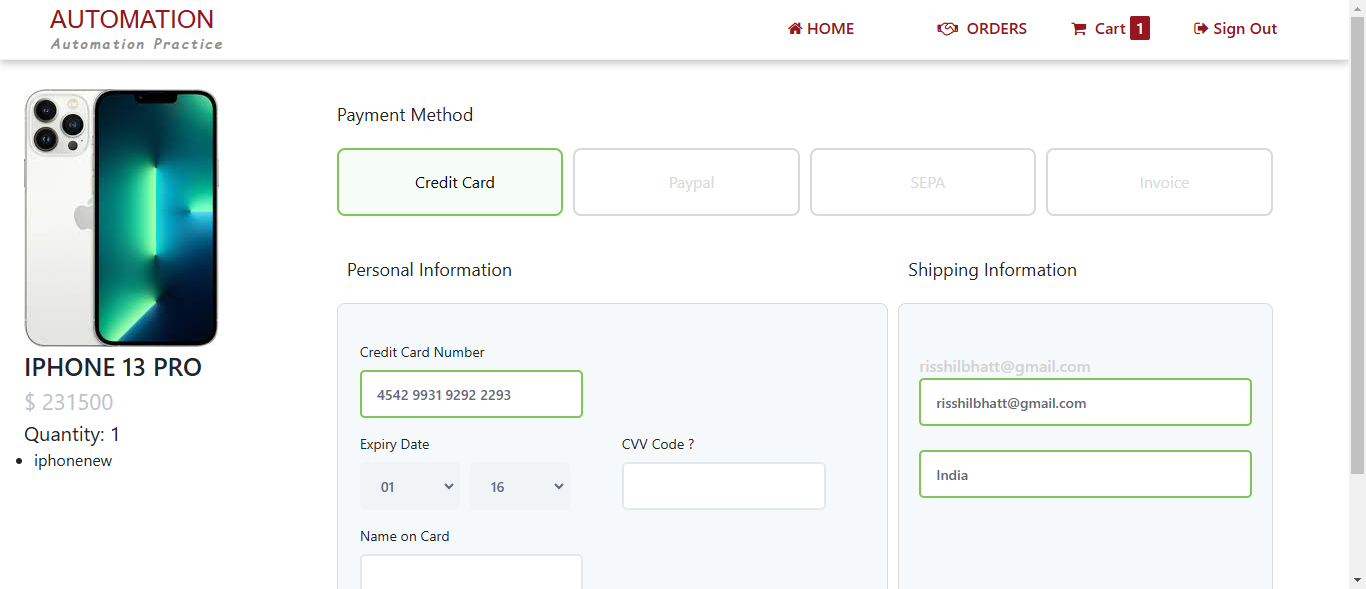 AUTOMATION
Automation Practice
HOME
ORDERS
Cart 1
Sign Out
IPHONE 13 PRO
$ 231500
Quantity: 1
iphonenew
Payment Method
Credit Card
Paypal
SEPA
Invoice
Personal Information
Credit Card Number
4542 9931 9292 2293
Expiry Date
CVV Code ?
01
16
Name on Card
Shipping Information
risshilbhatt@gmail.com
risshilbhatt@gmail.com
India